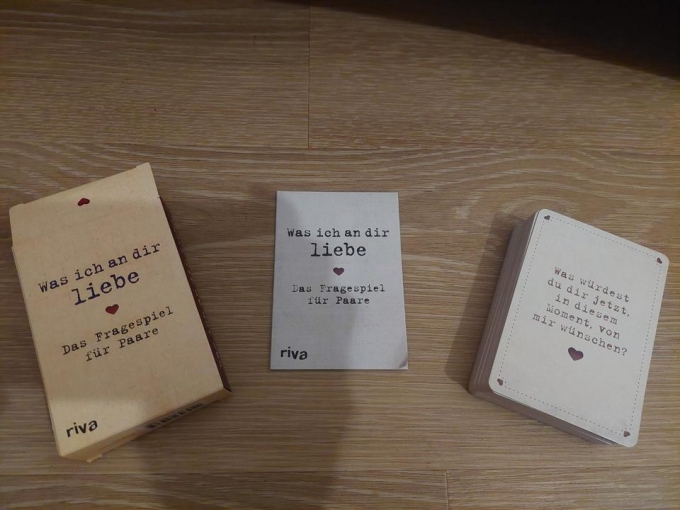 Was ich an dir
liebe
Das Fragespiel
für Paare
riva
Was ich an dir
liebe
Das Fragespiel
für Paare
riva
Was würdest
du dir jetzt,
in diesem
Moment, von
mir wünschen?